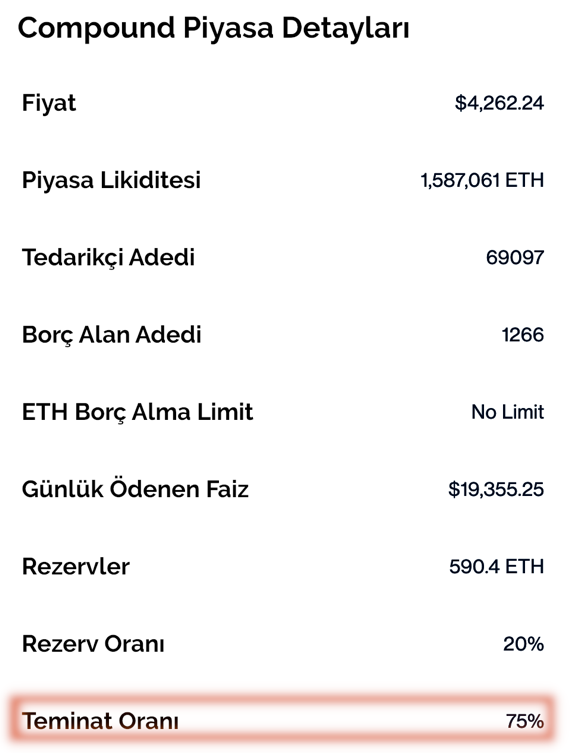 Compound Piyasa Detayları
Fiyat $4,262.24
Piyasa Likiditesi 1,587,061 ETH
Tedarikçi Adedi 69097
Borç Alan Adedi 1266
ETH Borç Alma Limit No Limit
Günlük Ödenen Faiz $19,355.25
Rezervler 590.4 ETH
Rezerv Oranı 20%
Teminat Oranı 75%